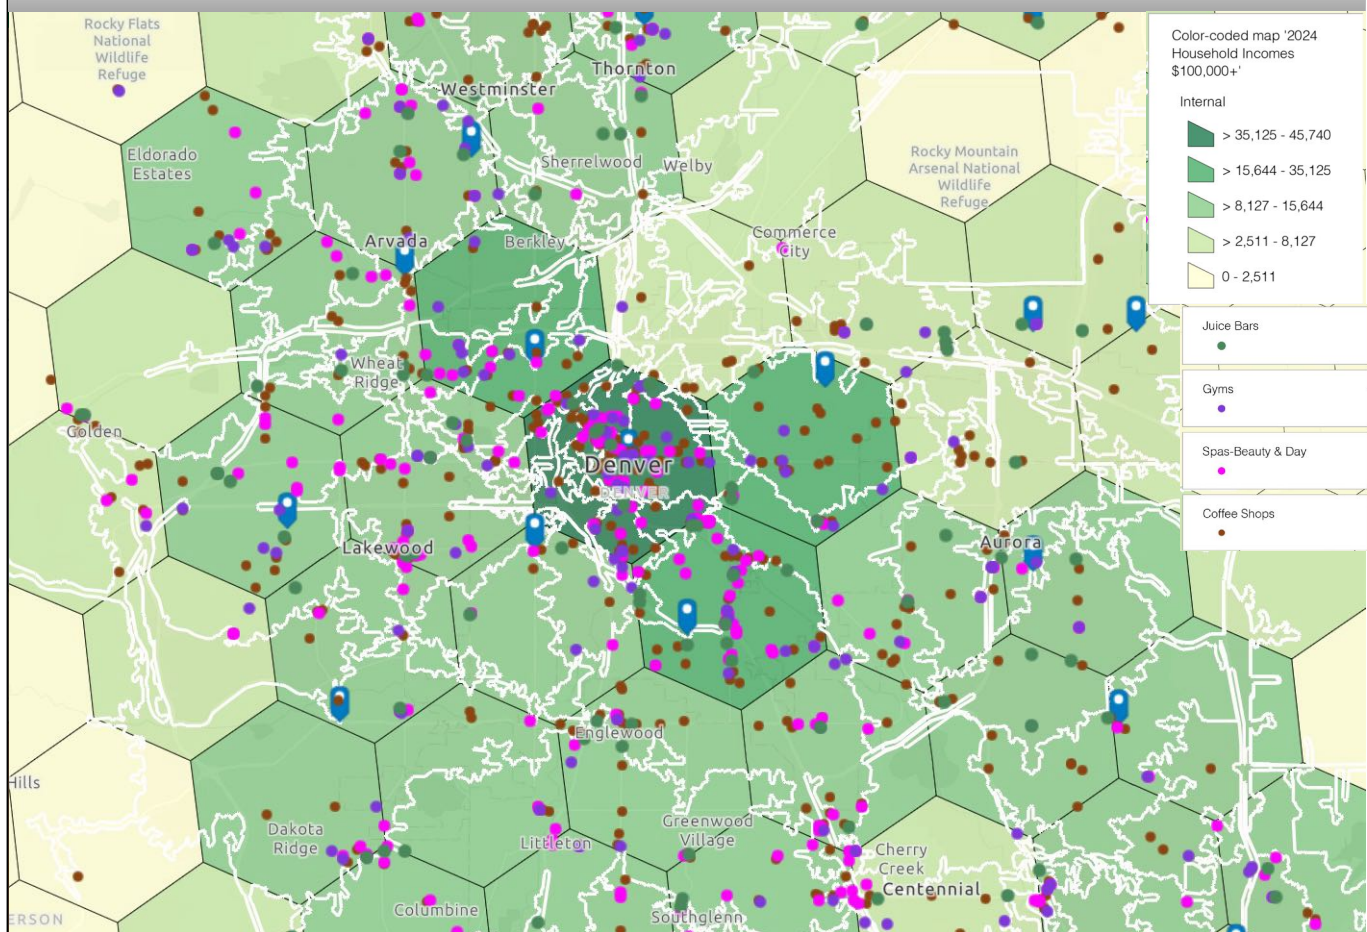 Rocky Flats
National
Wildlife
Refuge
Thornton
Westminster
Eldorado
Estates
Sherrelwood
Welby
Rocky Mountain
Arsenal National
Wildlife
Refuge
Arvada
Berkley
Commerce
City
Wheat
Ridge
Golden
Denver
DENVER
Lakewood
Aurora
Englewood
Hills
Dakota
Ridge
Littleton
Greenwood
Village
Cherry
Creek
Centennial
Columbine
Southglenn
ERSON
Color-coded map '2024
Household Incomes
$100,000+'
Internal
> 35,125 - 45,740
> 15,644 - 35,125
> 8,127 - 15,644
> 2,511 - 8,127
0 - 2,511
Juice Bars
Gyms
Spas-Beauty & Day
Coffee Shops